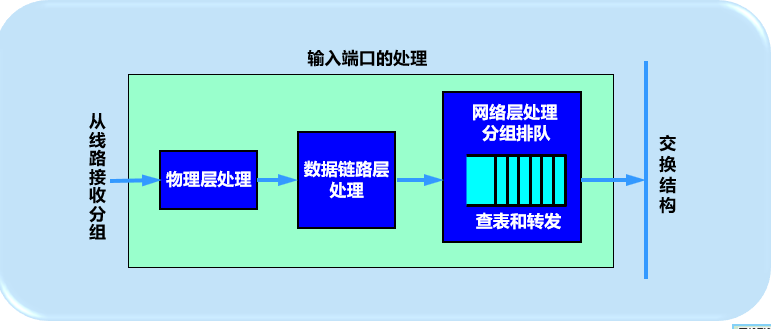 输入端口的处理
从线路接收分组
物理层处理
数据链路层
处理
网络层处理
分组排队
查表和转发
交换结构